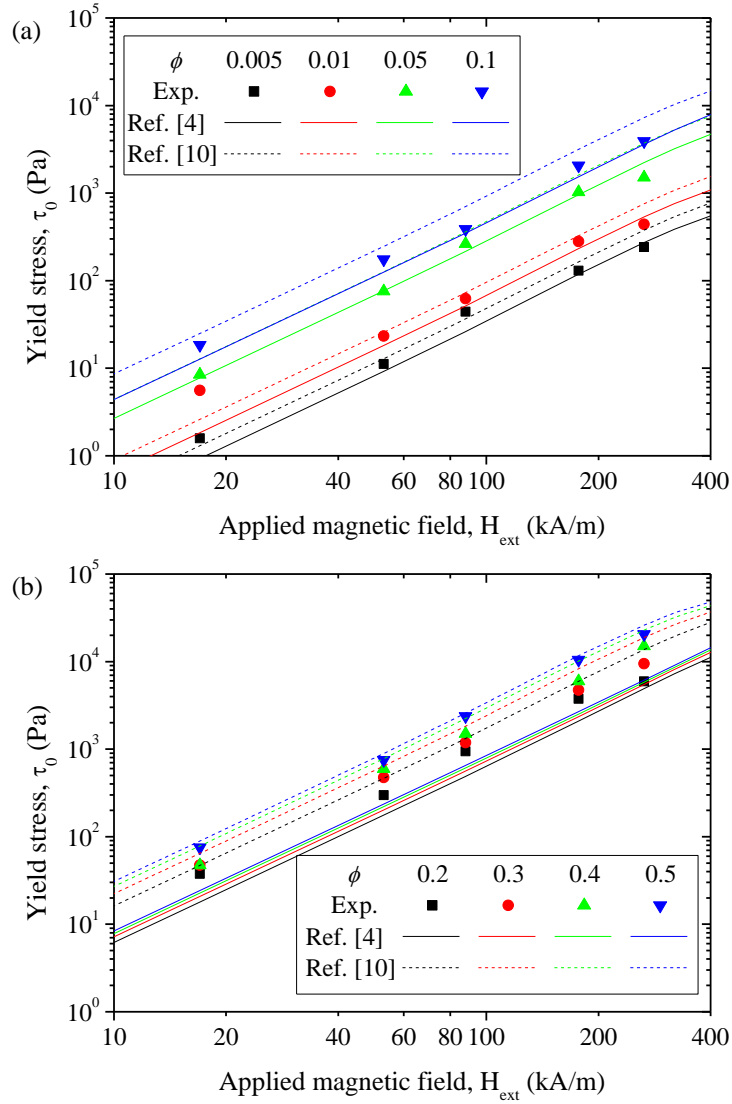 (a)
10^5
10^4
10^3
10^2
10^1
10^0
Yield stress, τ_0 (Pa)
ϕ 0.005 0.01 0.05 0.1
Exp.
Ref. [4]
Ref. [10]
10 20 40 60 80 100 200 400
Applied magnetic field, H_ext (kA/m)
(b)
10^5
10^4
10^3
10^2
10^1
10^0
Yield stress, τ_0 (Pa)
ϕ 0.2 0.3 0.4 0.5
Exp.
Ref. [4]
Ref. [10]
10 20 40 60 80 100 200 400
Applied magnetic field, H_ext (kA/m)